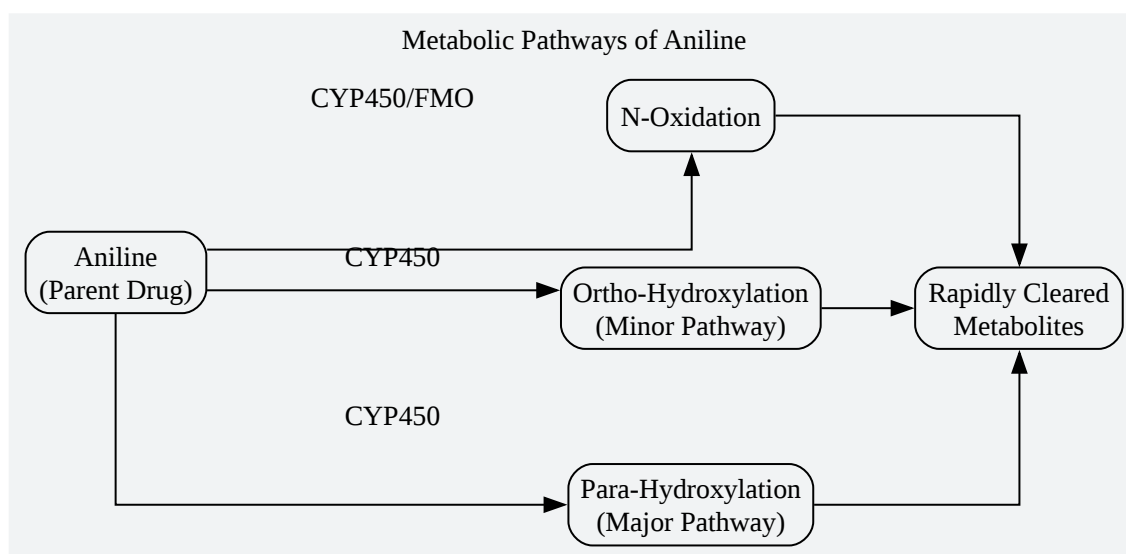 Metabolic Pathways of Aniline
CYP450/FMO
N-Oxidation
Aniline
(Parent Drug)
CYP450
Ortho-Hydroxylation
(Minor Pathway)
Rapidly Cleared
Metabolites
CYP450
Para-Hydroxylation
(Major Pathway)